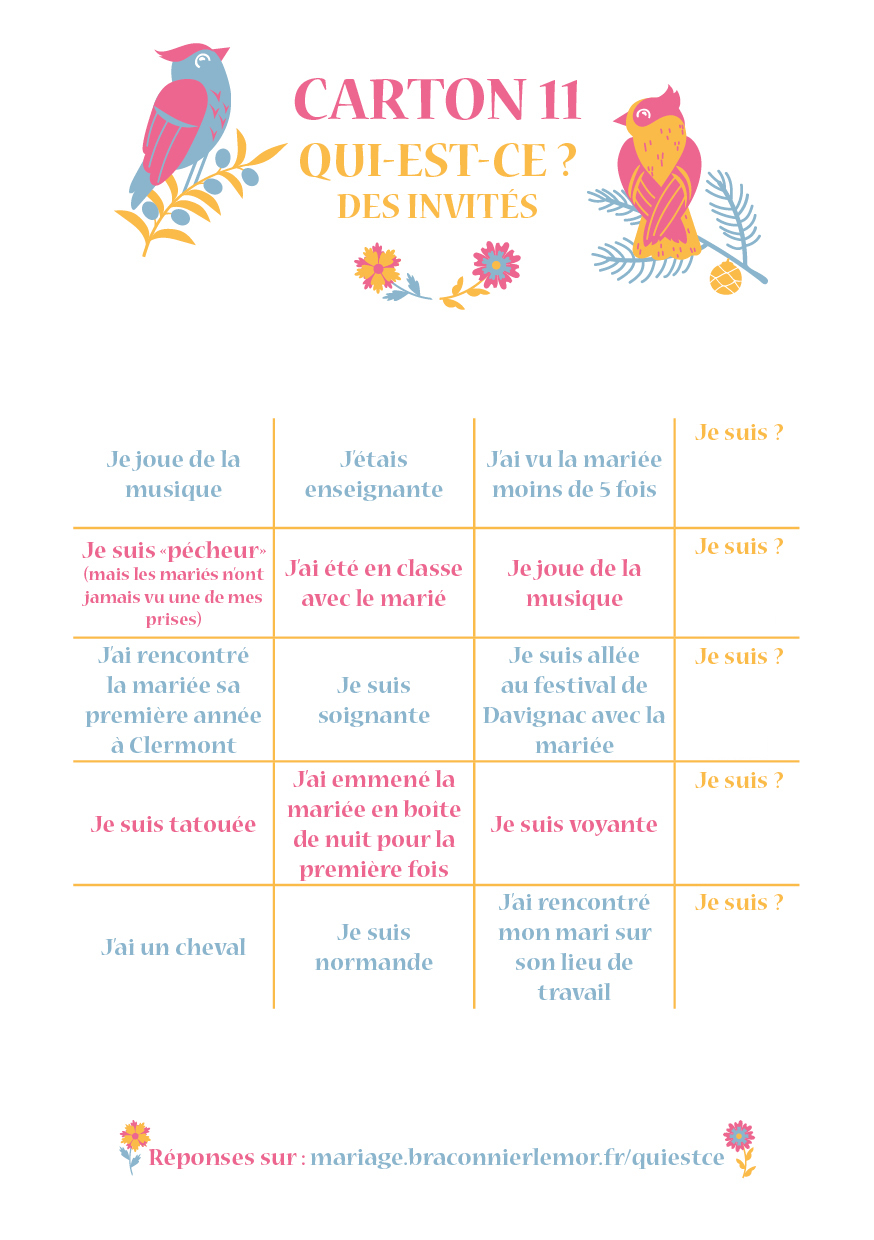 CARTON 11
QUI-EST-CE ?
DES INVITÉS
Je joue de la
musique
J'étais
enseignante
J'ai vu la mariée
moins de 5 fois
Je suis ?
Je suis «pécheur»
(mais les mariés n'ont
jamais vu une de mes
prises)
J'ai été en classe
avec le marié
Je joue de la
musique
Je suis ?
J'ai rencontré
la mariée sa
première année
à Clermont
Je suis
soignante
Je suis allée
au festival de
Davignac avec la
mariée
Je suis ?
Je suis tatouée
J'ai emmené la
mariée en boîte
de nuit pour la
première fois
Je suis voyante
Je suis ?
J'ai un cheval
Je suis
normande
J'ai rencontré
mon mari sur
son lieu de
travail
Je suis ?
Réponses sur : mariage.braconnierlemor.fr/quiestce